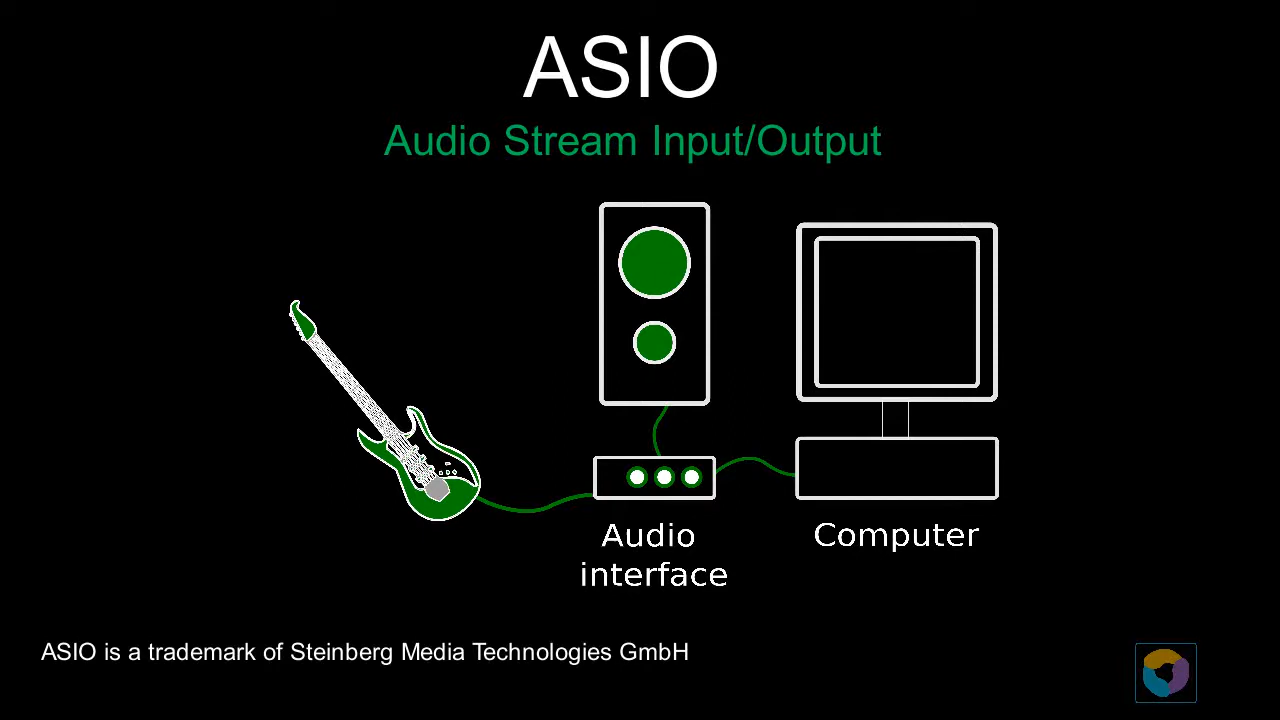 ASIO
Audio Stream Input/Output
Audio
interface
Computer
ASIO is a trademark of Steinberg Media Technologies GmbH